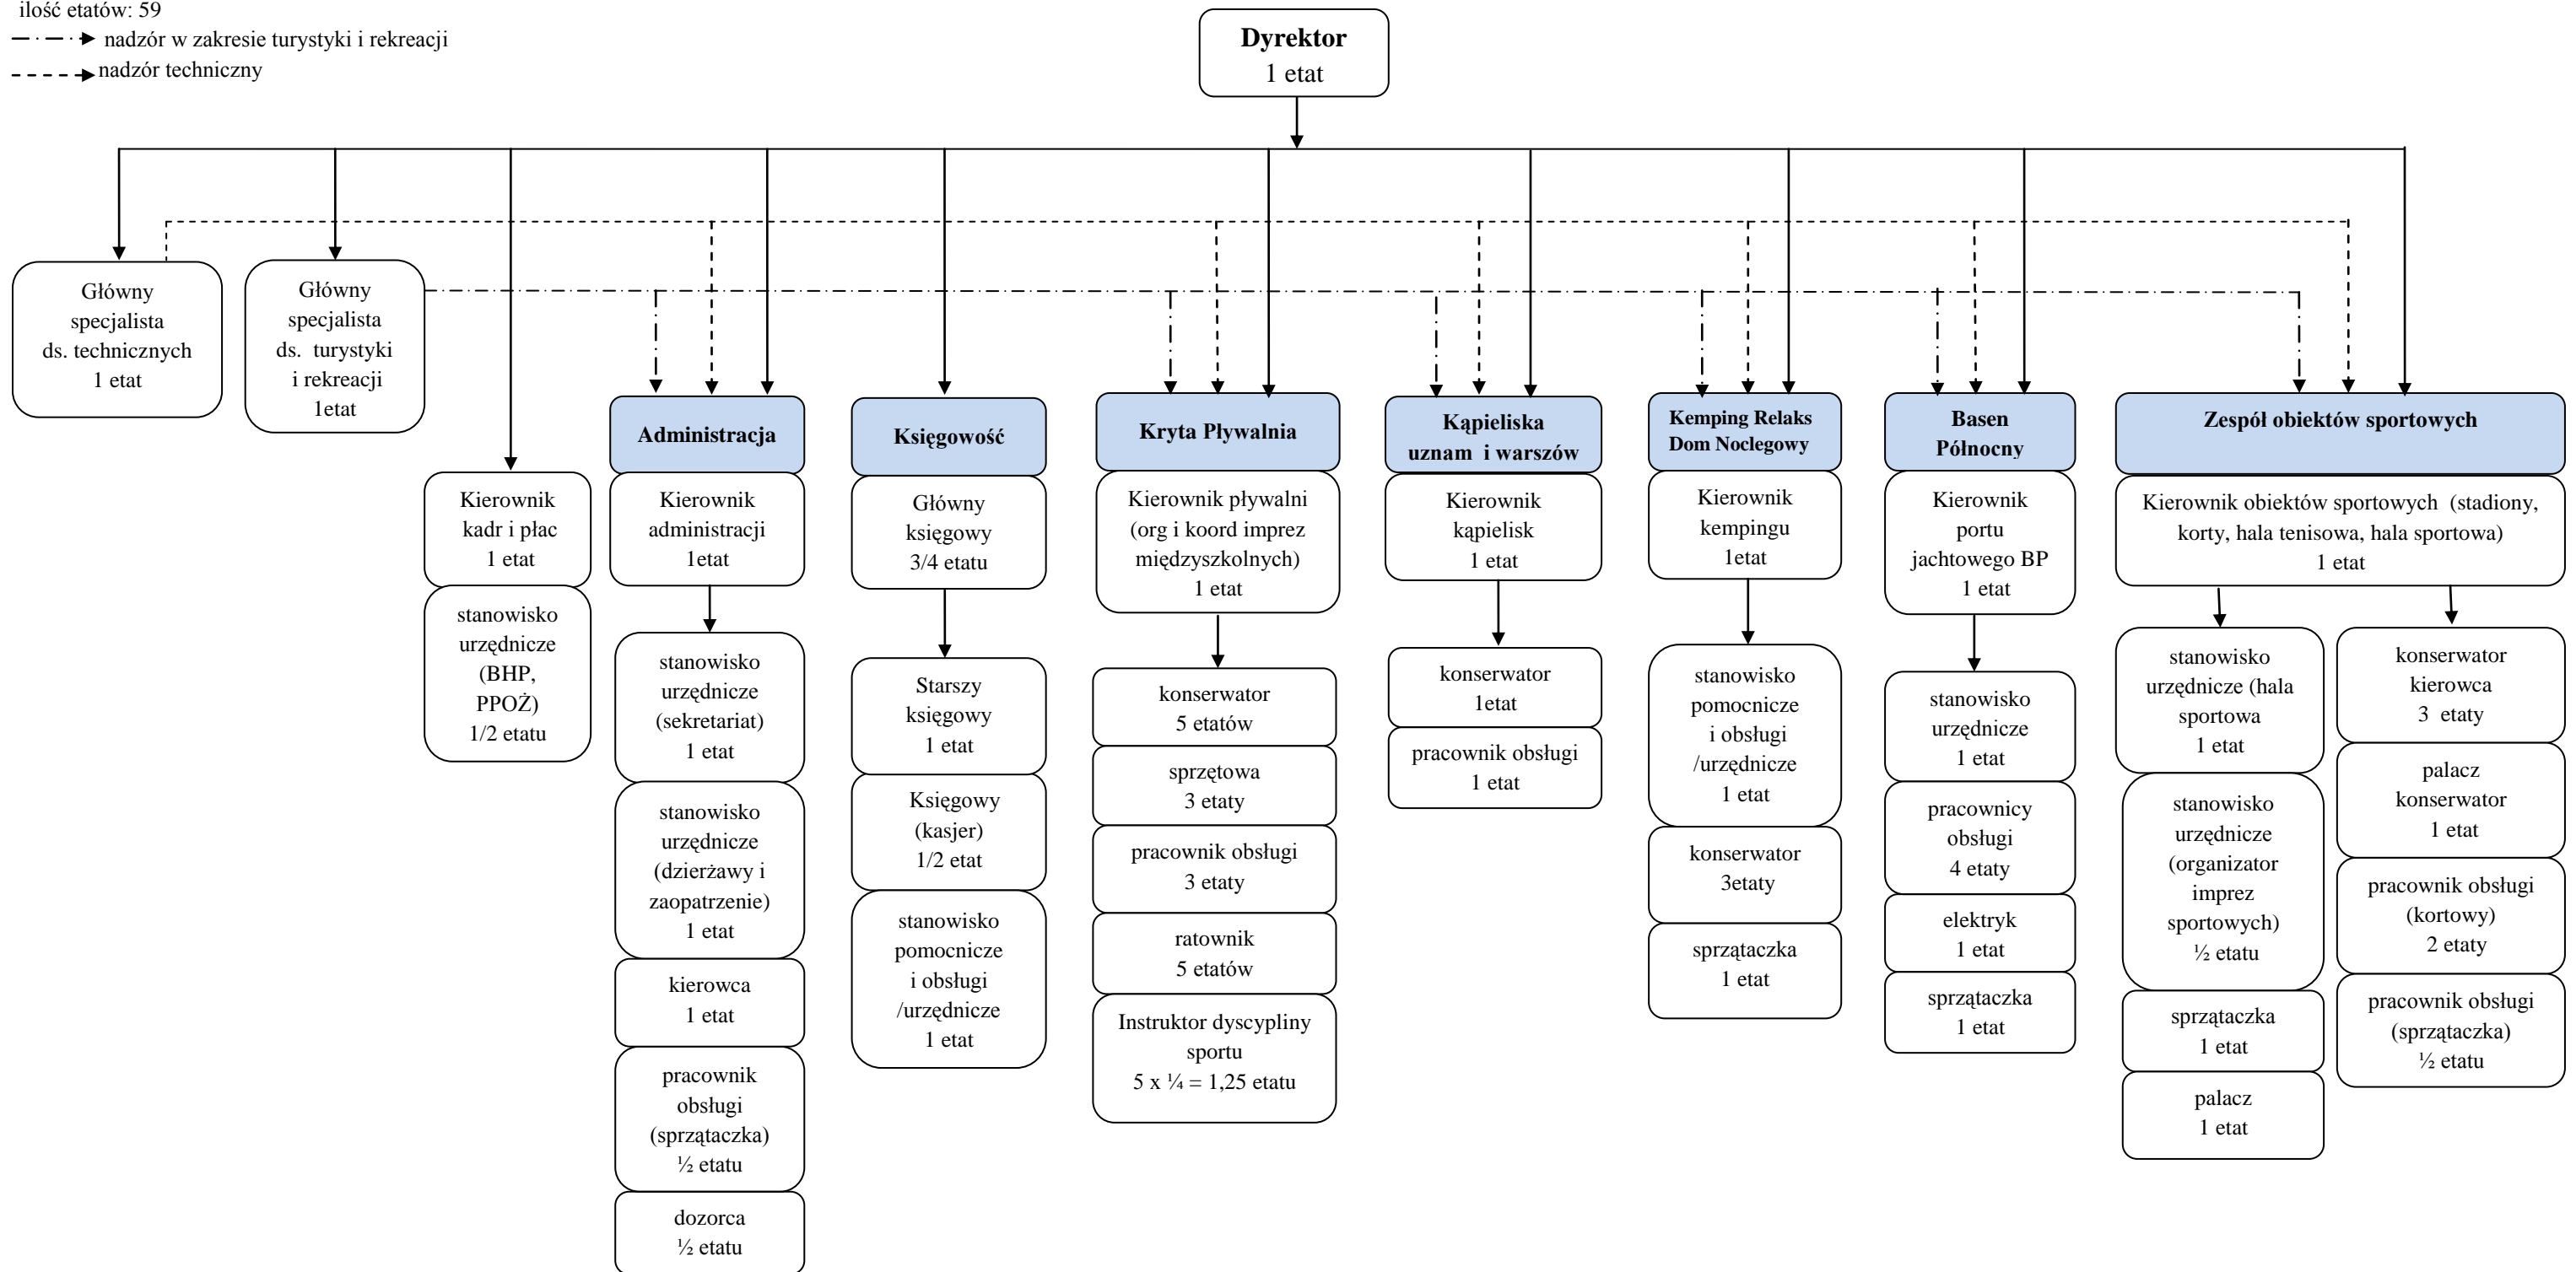 ilość etatów: 59
nadzór w zakresie turystyki i rekreacji
nadzór techniczny
Dyrektor
1 etat
Główny
specjalista
ds. technicznych
1 etat
Główny
specjalista
ds. turystyki
i rekreacji
1etat
Kierownik
kadr i płac
1 etat
stanowisko
urzędnicze
(BHP,
PPOŻ)
1/2 etatu
Administracja
Kierownik
administracji
1etat
stanowisko
urzędnicze
(sekretariat)
1 etat
stanowisko
urzędnicze
(dzierżawy i
zaopatrzenie)
1 etat
kierowca
1 etat
pracownik
obsługi
(sprzątaczka)
½ etatu
dozorca
½ etatu
Księgowość
Główny
księgowy
3/4 etatu
Starszy
księgowy
1 etat
Księgowy
(kasjer)
1/2 etat
stanowisko
pomocnicze
i obsługi
/urzędnicze
1 etat
Kryta Pływalnia
Kierownik pływalni
(org i koord imprez
międzyszkolnych)
1 etat
konserwator
5 etatów
sprzętowa
3 etaty
pracownik obsługi
3 etaty
ratownik
5 etatów
Instruktor dyscypliny
sportu
5 x ¼ = 1,25 etatu
Kąpieliska
uznam i warszów
Kierownik
kąpielisk
1 etat
konserwator
1etat
pracownik obsługi
1 etat
Kemping Relaks
Dom Noclegowy
Kierownik
kempingu
1etat
stanowisko
pomocnicze
i obsługi
/urzędnicze
1 etat
konserwator
3etaty
sprzątaczka
1 etat
Basen
Północny
Kierownik
portu
jachtowego BP
1 etat
stanowisko
urzędnicze
1 etat
pracownicy
obsługi
4 etaty
elektryk
1 etat
sprzątaczka
1 etat
Zespół obiektów sportowych
Kierownik obiektów sportowych (stadiony,
korty, hala tenisowa, hala sportowa)
1 etat
stanowisko
urzędnicze (hala
sportowa
1 etat
stanowisko
urzędnicze
(organizator
imprez
sportowych)
½ etatu
sprzątaczka
1 etat
palacz
1 etat
konserwator
kierowca
3 etaty
palacz
konserwator
1 etat
pracownik obsługi
(kortowy)
2 etaty
pracownik obsługi
(sprzątaczka)
½ etatu